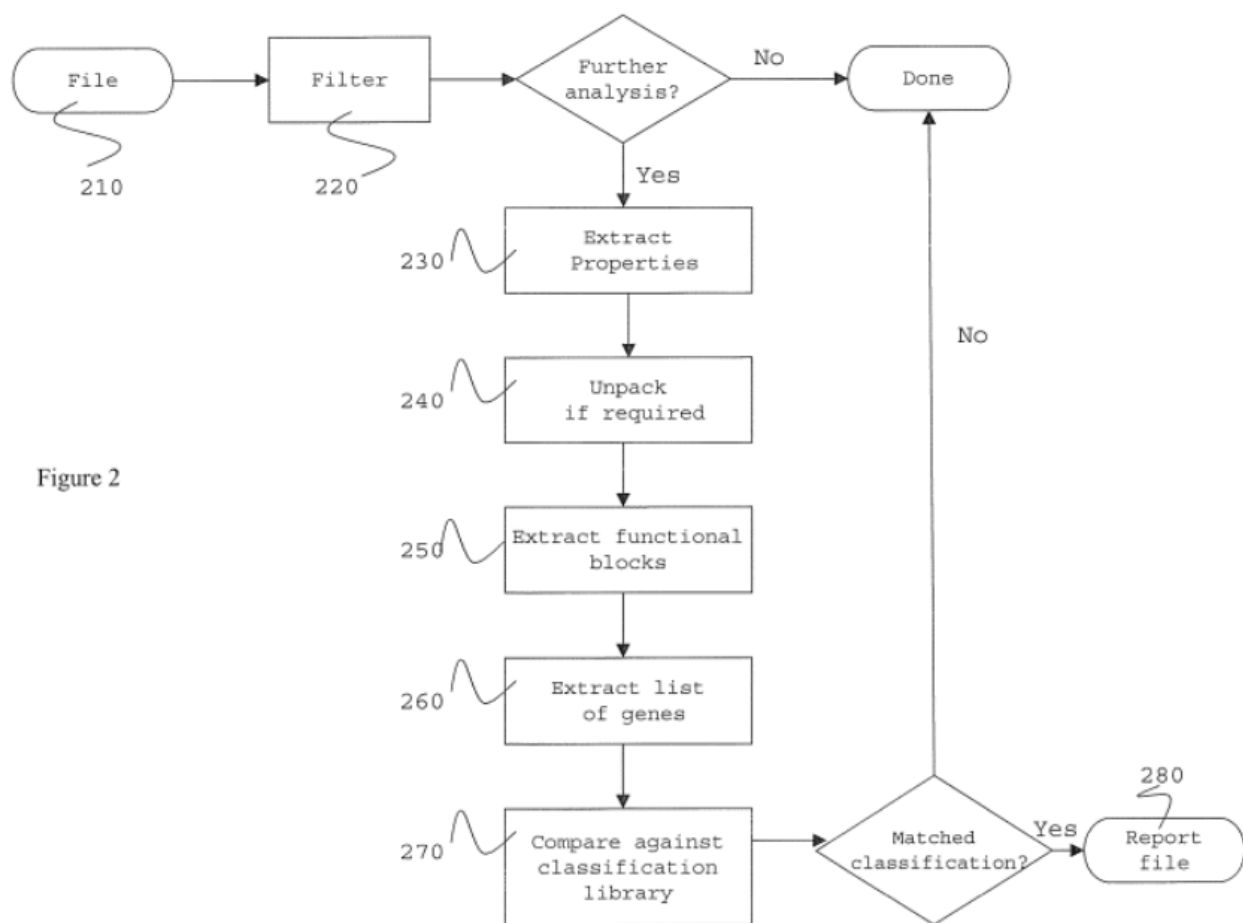 File
Filter
Further
analysis?
No
Done
210
220
Yes
230
Extract
Properties
240
Unpack
if required
Figure 2
250
Extract functional
blocks
No
260
Extract list
of genes
270
Compare against
classification
library
Matched
classification?
Yes
280
Report
file